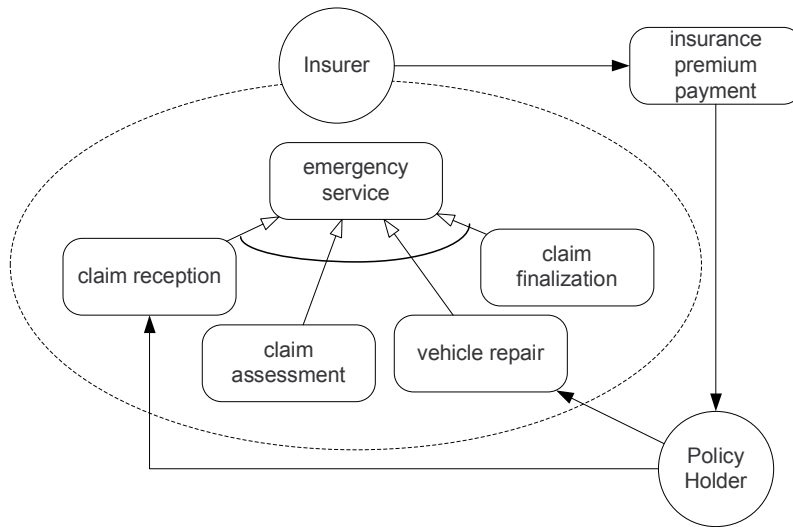 Insurer
insurance
premium
payment
emergency
service
claim reception
claim
finalization
claim
assessment
vehicle repair
Policy
Holder